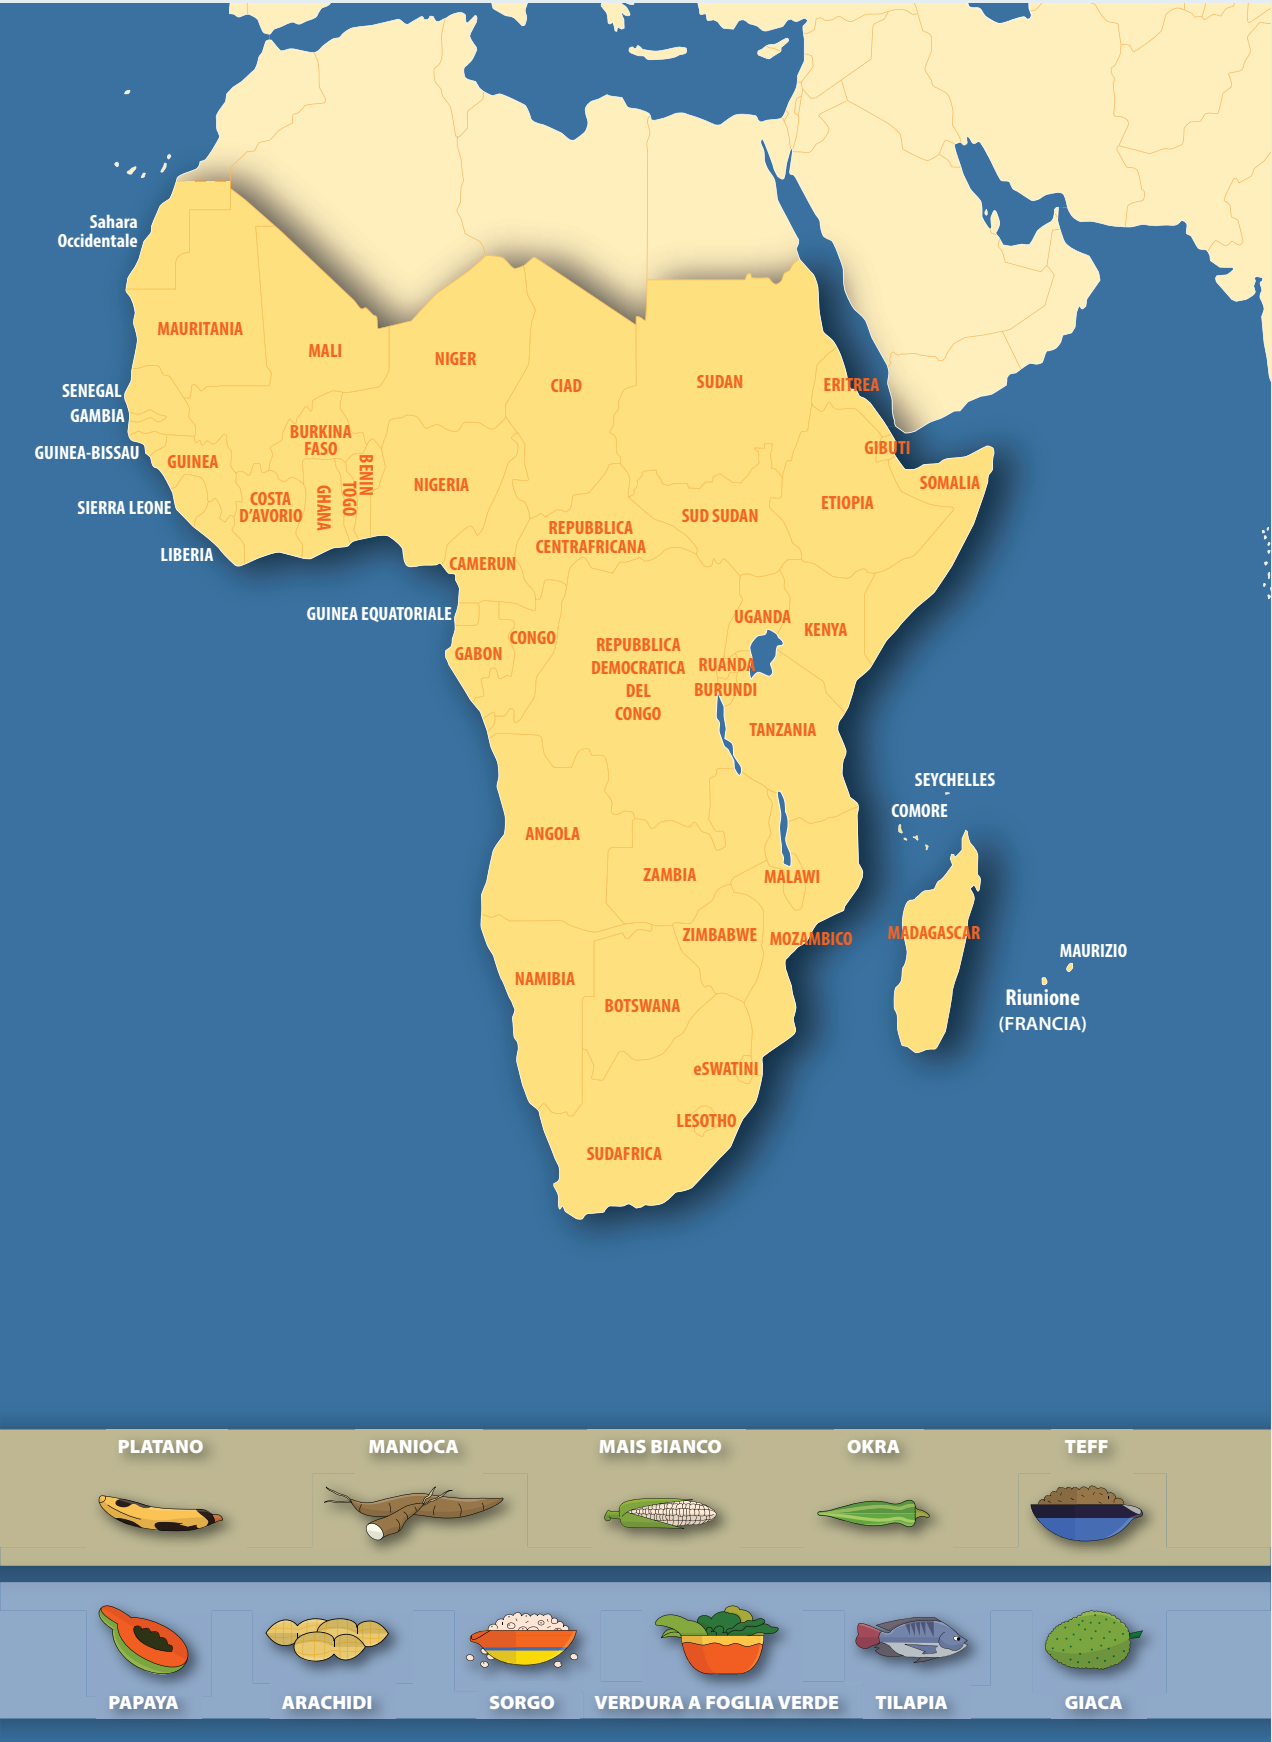 Sahara
Occidentale
MAURITANIA
MALI
NIGER
CIAD
SUDAN
ERITREA
SENEGAL
GAMBIA
GUINEA-BISSAU
GUINEA
BURKINA
FASO
BENIN
TOGO
GHANA
COSTA
D'AVORIO
NIGERIA
GIBUTI
SOMALIA
ETIOPIA
SUD SUDAN
SIERRA LEONE
LIBERIA
REPUBBLICA
CENTRAFRICANA
CAMERUN
GUINEA EQUATORIALE
GABON
CONGO
REPUBBLICA
DEMOCRATICA
DEL
CONGO
UGANDA
KENYA
RUANDA
BURUNDI
TANZANIA
SEYCHELLES
COMORE
ANGOLA
ZAMBIA
MALAWI
ZIMBABWE
MOZAMBICO
MADAGASCAR
MAURIZIO
Riunione
(FRANCIA)
NAMIBIA
BOTSWANA
eSWATINI
LESOTHO
SUDAFRICA
PLATANO
MANIOCA
MAIS BIANCO
OKRA
TEFF
PAPAYA
ARACHIDI
SORGO
VERDURA A FOGLIA VERDE
TILAPIA
GIACA